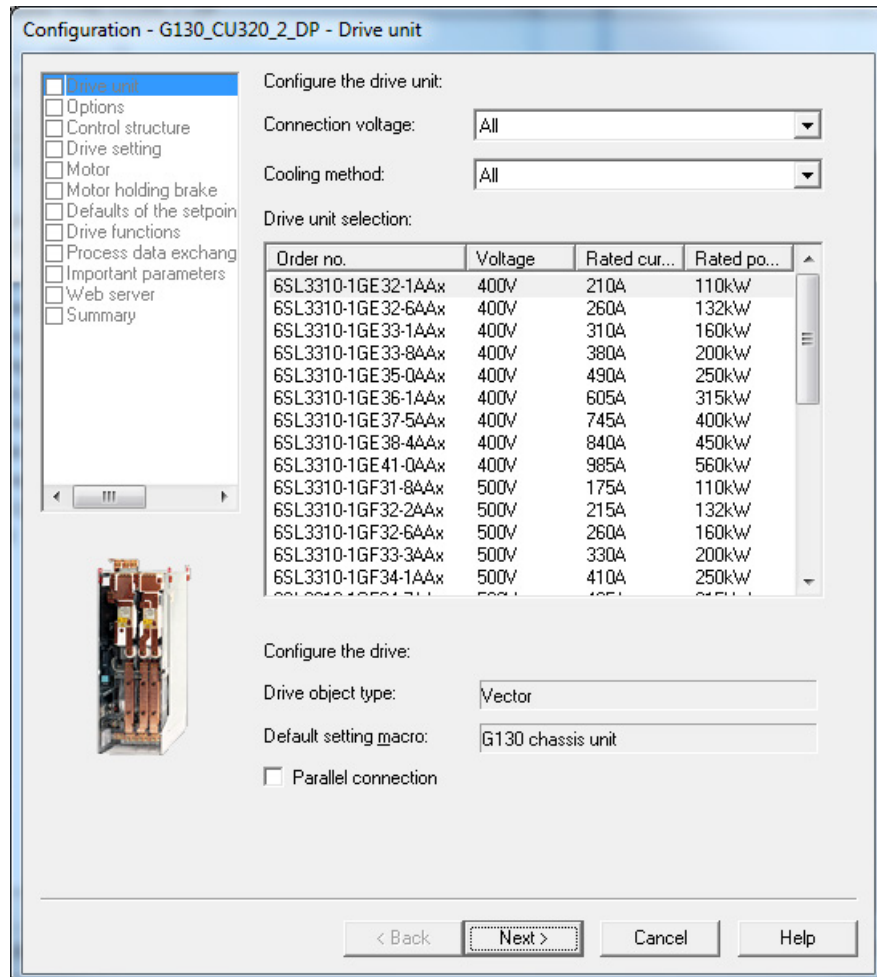 Configuration - G130_CU320_2_DP - Drive unit
Drive unit
Options
Control structure
Drive setting
Motor
Motor holding brake
Defaults of the setpoin
Drive functions
Process data exchang
Important parameters
Web server
Summary
Configure the drive unit:
Connection voltage: All
Cooling method: All
Drive unit selection:
Order no. Voltage Rated cur... Rated po...
6SL3310-1GE32-1AAx 400V 210A 110kW
6SL3310-1GE32-6AAx 400V 260A 132kW
6SL3310-1GE33-1AAx 400V 310A 160kW
6SL3310-1GE33-8AAx 400V 380A 200kW
6SL3310-1GE35-0AAx 400V 490A 250kW
6SL3310-1GE36-1AAx 400V 605A 315kW
6SL3310-1GE37-5AAx 400V 745A 400kW
6SL3310-1GE38-4AAx 400V 840A 450kW
6SL3310-1GE41-0AAx 400V 985A 560kW
6SL3310-1GF31-8AAx 500V 175A 110kW
6SL3310-1GF32-2AAx 500V 215A 132kW
6SL3310-1GF32-6AAx 500V 260A 160kW
6SL3310-1GF33-3AAx 500V 330A 200kW
6SL3310-1GF34-1AAx 500V 410A 250kW
Configure the drive:
Drive object type: Vector
Default setting macro: G130 chassis unit
Parallel connection
< Back Next > Cancel Help